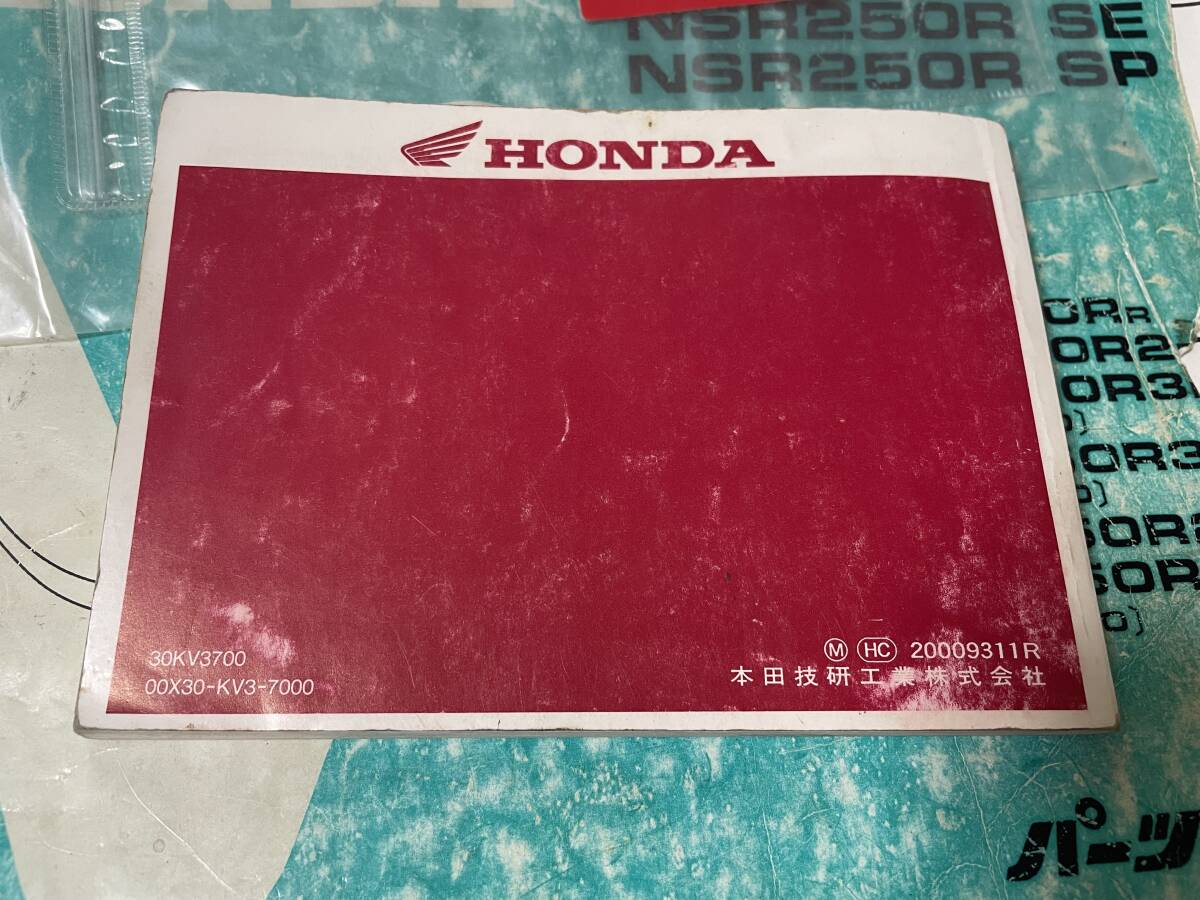 NSR250R SE
NSR250R SP
HONDA
30KV3700
00X30-KV3-7000
M HC 20009311R
本田技研工業株式会社
パーツ